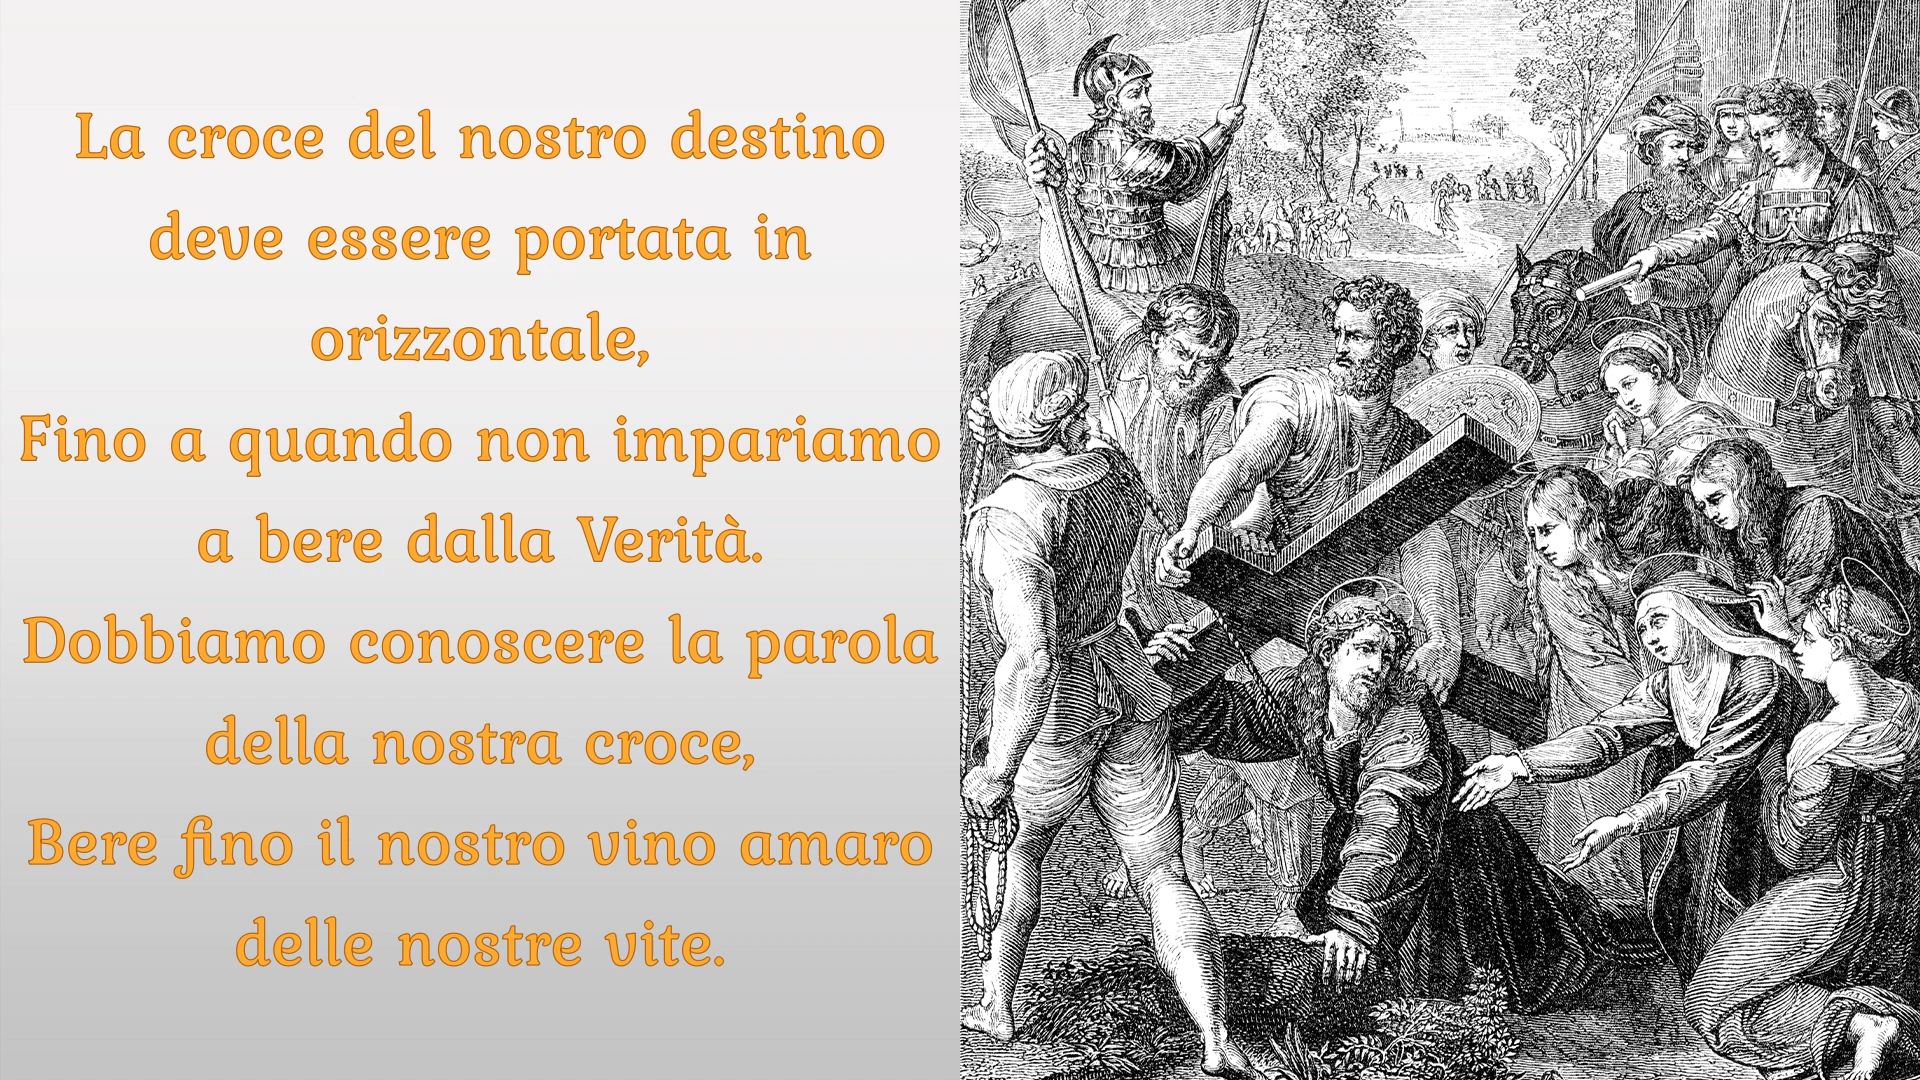 La croce del nostro destino
deve essere portata in
orizzontale,
Fino a quando non impariamo
a bere dalla Verità.
Dobbiamo conoscere la parola
della nostra croce,
Bere fino il nostro vino amaro
delle nostre vite.